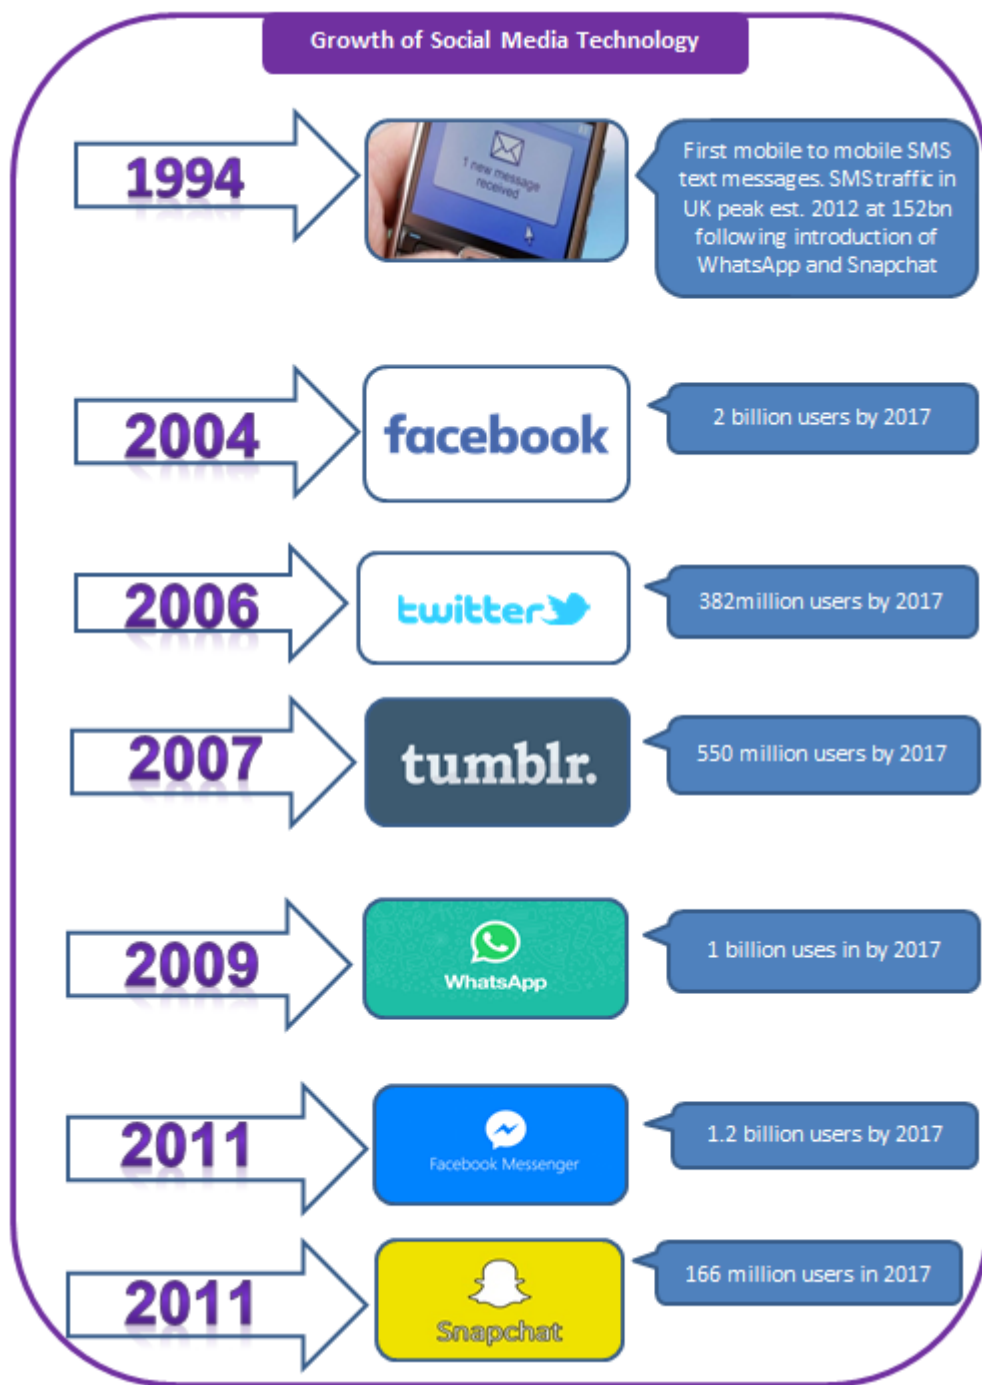 Growth of Social Media Technology
1994
1 new message
received
First mobile to mobile SMS
text messages. SMS traffic in
UK peak est. 2012 at 152bn
following introduction of
WhatsApp and Snapchat
2004
facebook
2 billion users by 2017
2006
twitter
382million users by 2017
2007
tumblr.
550 million users by 2017
2009
WhatsApp
1 billion uses in by 2017
2011
Facebook Messenger
1.2 billion users by 2017
2011
Snapchat
166 million users in 2017